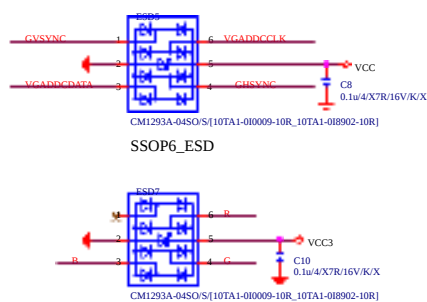 ESD5
GVSYNC 1 6 VGADDCCLK
2 5 VCC
VGADDCDATA 3 4 GHSYNC
C8
0.1u/4/X7R/16V/K/X
CM1293A-04SO/S/[10TA1-0I0009-10R_10TA1-0I8902-10R]
SSOP6_ESD
ESD7
1 6 R
2 5 VCC3
B 3 4 G
C10
0.1u/4/X7R/16V/K/X
CM1293A-04SO/S/[10TA1-0I0009-10R_10TA1-0I8902-10R]